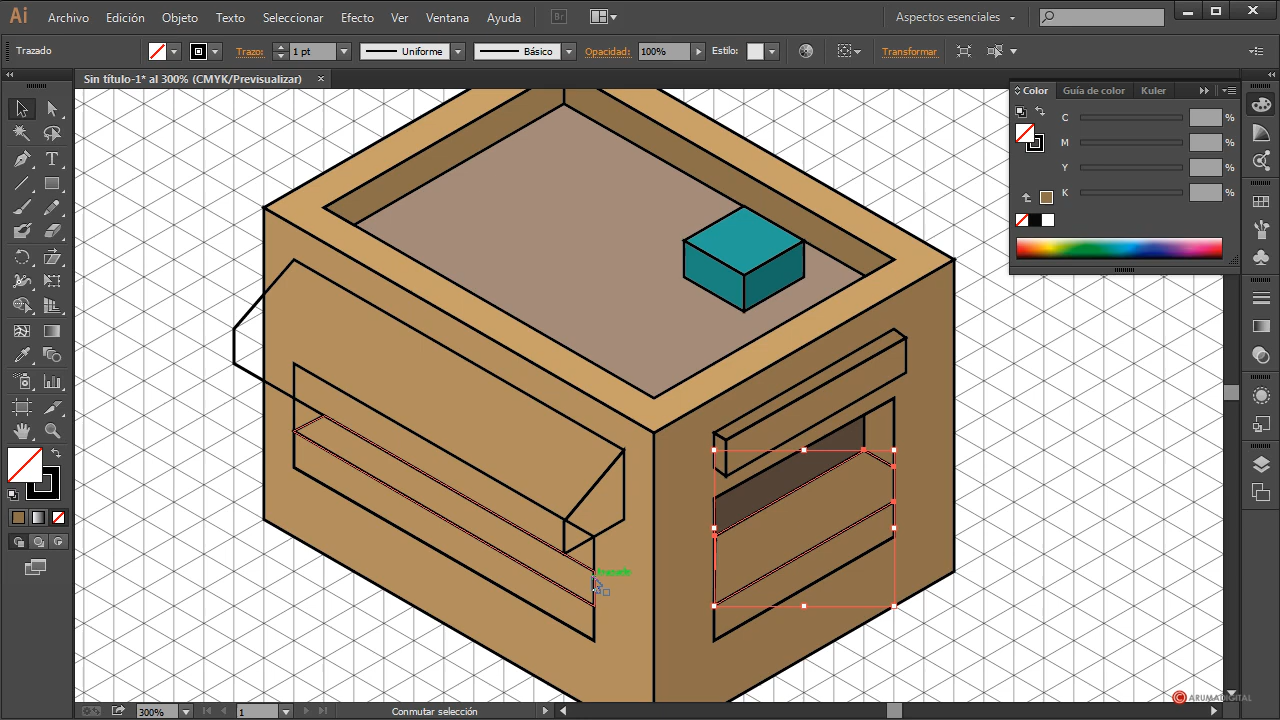 Ai Archivo Edición Objeto Texto Seleccionar Efecto Ver Ventana Ayuda Br Aspectos esenciales
Trazado Trazo: 1 pt Uniforme Básico Opacidad: 100% Estilo: Transformar
Sin título-1* al 300% (CMYK/Previsualizar) ×
Color Guía de color Kuler
C %
M %
Y %
K %
Trazado
300% 1 Conmutar selección
ARUMADIGITAL